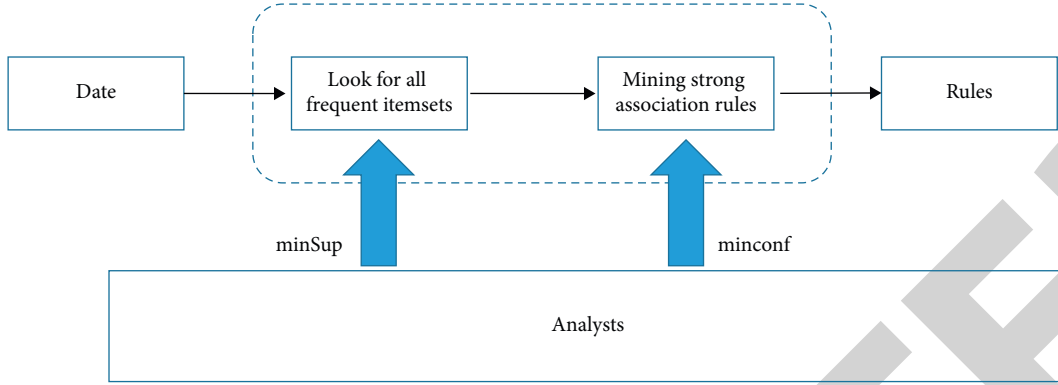 Date
Look for all
frequent itemsets
Mining strong
association rules
Rules
minSup
minconf
Analysts